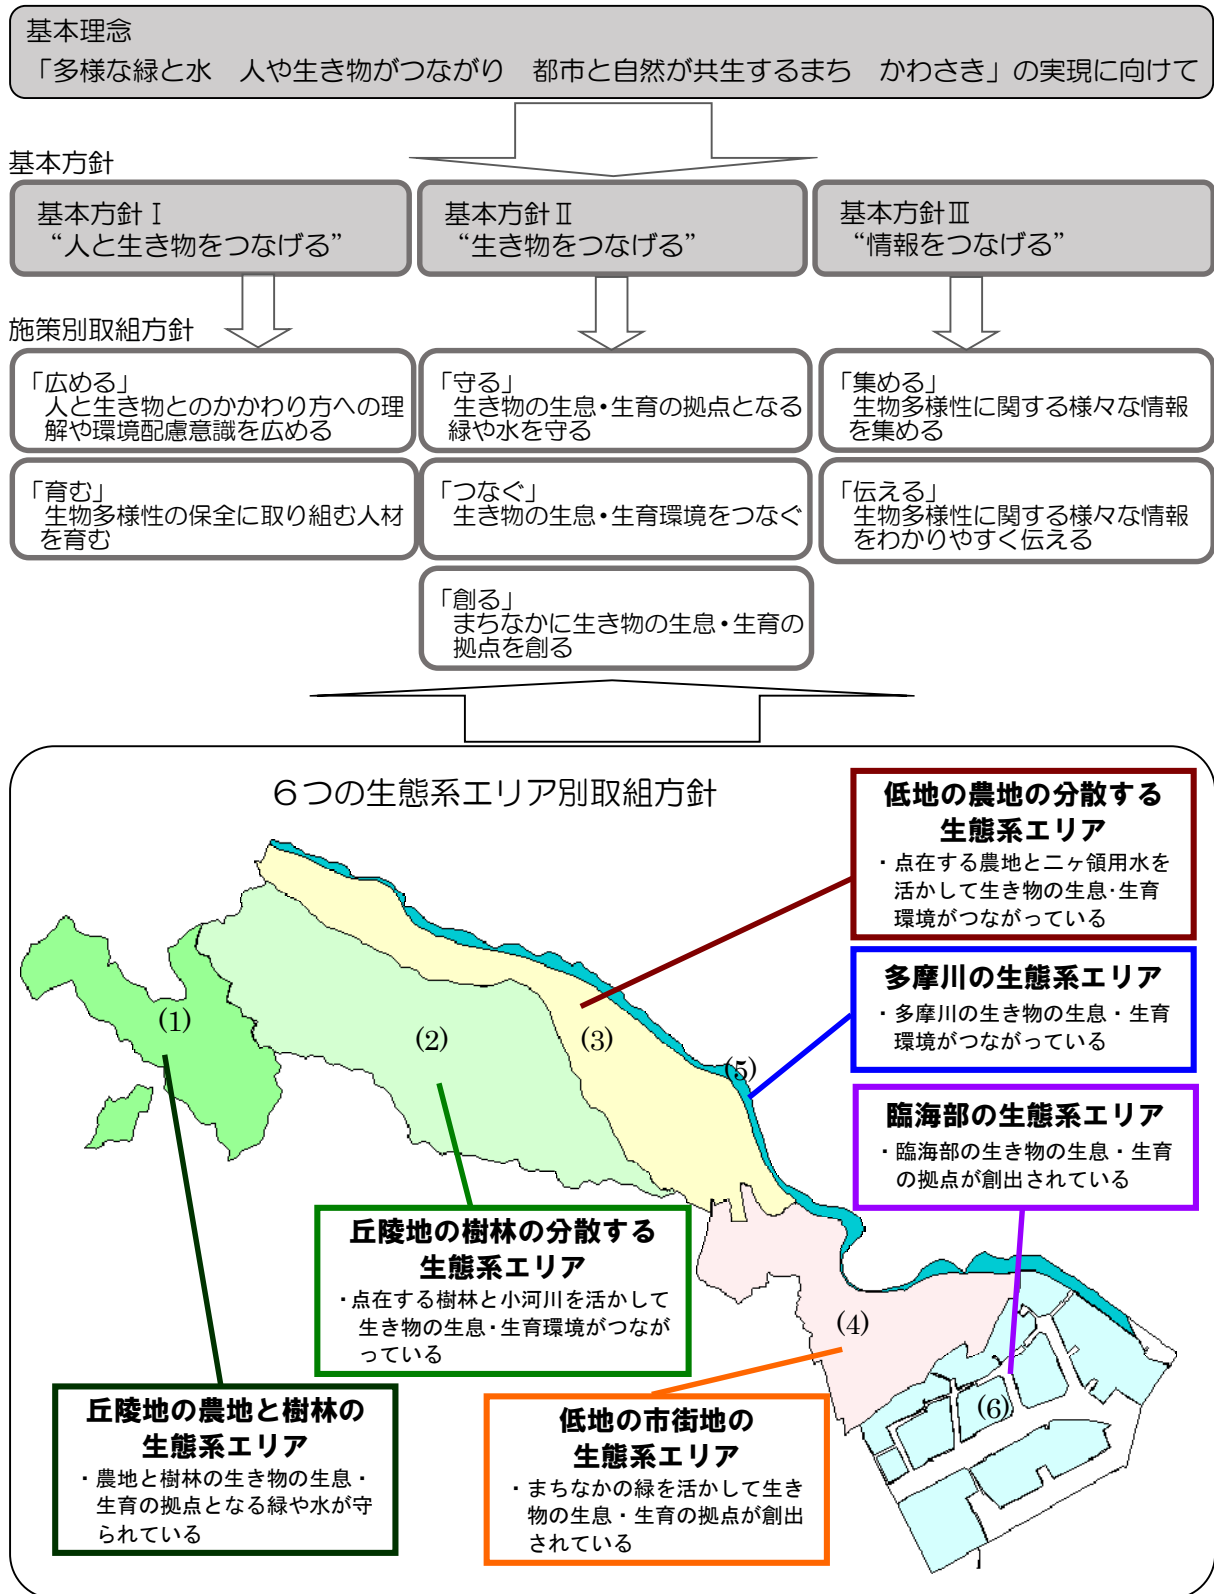 基本理念
「多様な緑と水　人や生き物がつながり　都市と自然が共生するまち　かわさき」の実現に向けて
基本方針
基本方針Ⅰ
“人と生き物をつなげる”
基本方針Ⅱ
“生き物をつなげる”
基本方針Ⅲ
“情報をつなげる”
施策別取組方針
「広める」
人と生き物とのかかわり方への理
解や環境配慮意識を広める
「守る」
生き物の生息・生育の拠点となる
緑や水を守る
「集める」
生物多様性に関する様々な情報
を集める
「育む」
生物多様性の保全に取り組む人材
を育む
「つなぐ」
生き物の生息・生育環境をつなぐ
「伝える」
生物多様性に関する様々な情報
をわかりやすく伝える
「創る」
まちなかに生き物の生息・生育の
拠点を創る
６つの生態系エリア別取組方針
低地の農地の分散する
生態系エリア
・点在する農地と二ヶ領用水を
活かして生き物の生息・生育
環境がつながっている
多摩川の生態系エリア
・多摩川の生き物の生息・生育
環境がつながっている
臨海部の生態系エリア
・臨海部の生き物の生息・生育
の拠点が創出されている
(1)
(2)
(3)
(5)
(4)
(6)
丘陵地の樹林の分散する
生態系エリア
・点在する樹林と小河川を活かして
生き物の生息・生育環境がつなが
っている
丘陵地の農地と樹林の
生態系エリア
・農地と樹林の生き物の生息・
生育の拠点となる緑や水が守
られている
低地の市街地の
生態系エリア
・まちなかの緑を活かして生き
物の生息・生育の拠点が創出
されている